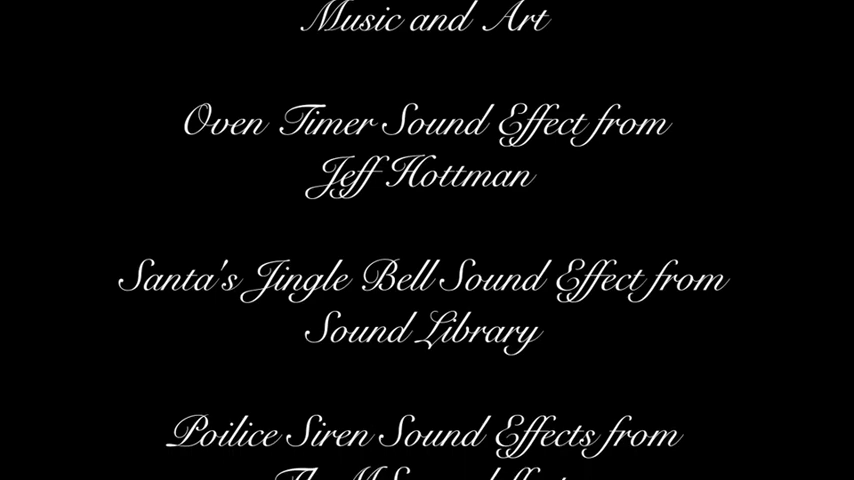 Music and Art
Oven Timer Sound Effect from
Jeff Hottman
Santa's Jingle Bell Sound Effect from
Sound Library
Poilice Siren Sound Effects from